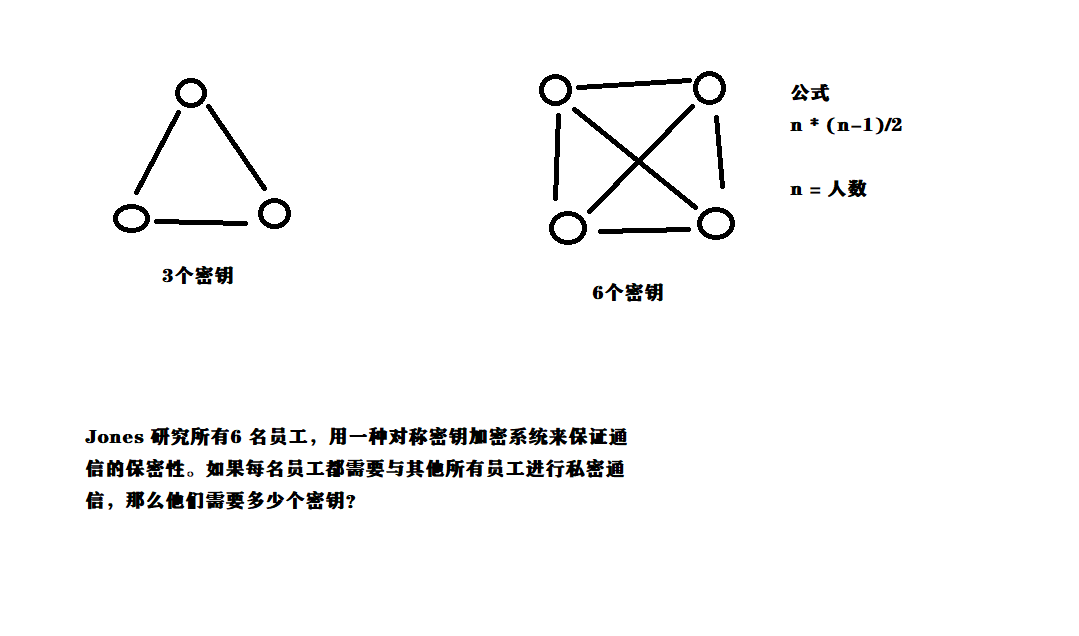 公式
n * (n-1)/2
n = 人数
3个密钥
6个密钥
Jones 研究所有6 名员工，用一种对称密钥加密系统来保证通
信的保密性。如果每名员工都需要与其他所有员工进行私密通
信，那么他们需要多少个密钥?